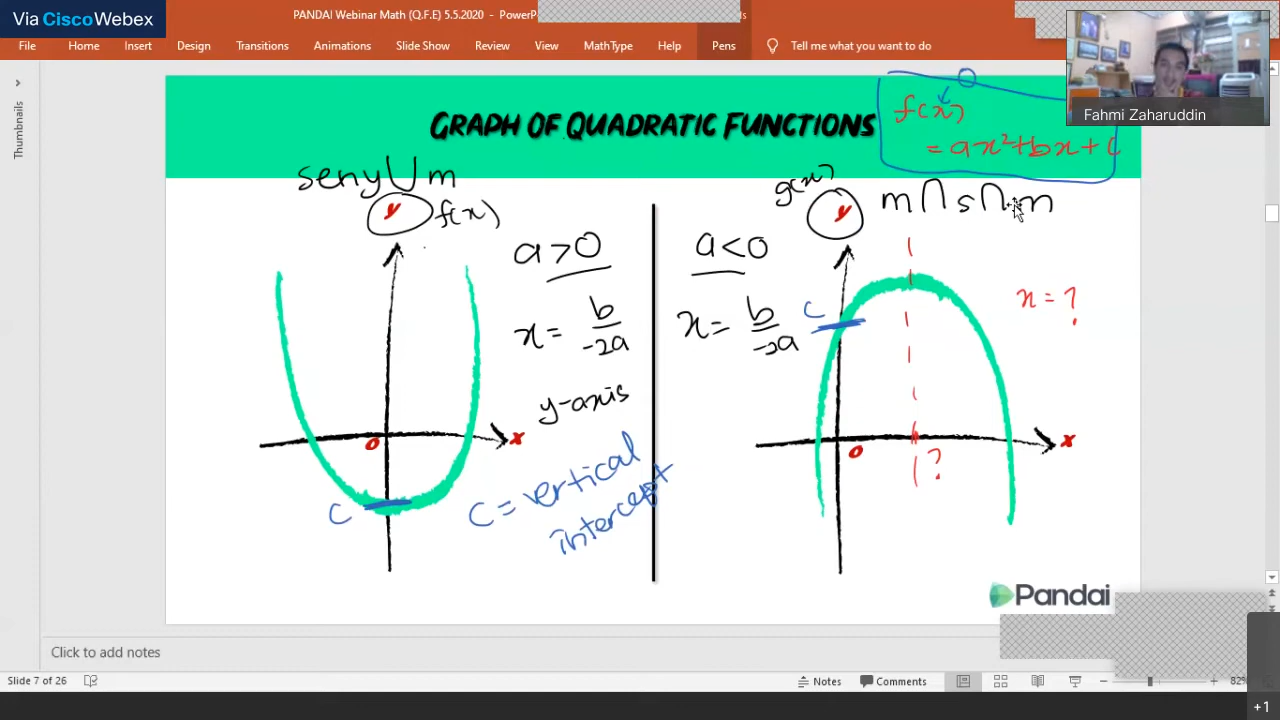 Via Cisco Webex
PANDAI Webinar Math (Q.F.E) 5.5.2020 - PowerP
File Home Insert Design Transitions Animations Slide Show Review View MathType Help Pens Tell me what you want to do
Fahmi Zaharuddin
Thumbnails
GRAPH OF QUADRATIC FUNCTIONS
f(x)
= ax²+bx+c
seny⋃m
y f(x)
g(x)
y
m⋂s⋂m
a>0
a<0
x = b/-2a
x = b/-2a
c
x = ?
y-axis
0 x
0 x
?
c
c = vertical
intercept
Pandai
Click to add notes
Slide 7 of 26
Notes Comments
82%
+1